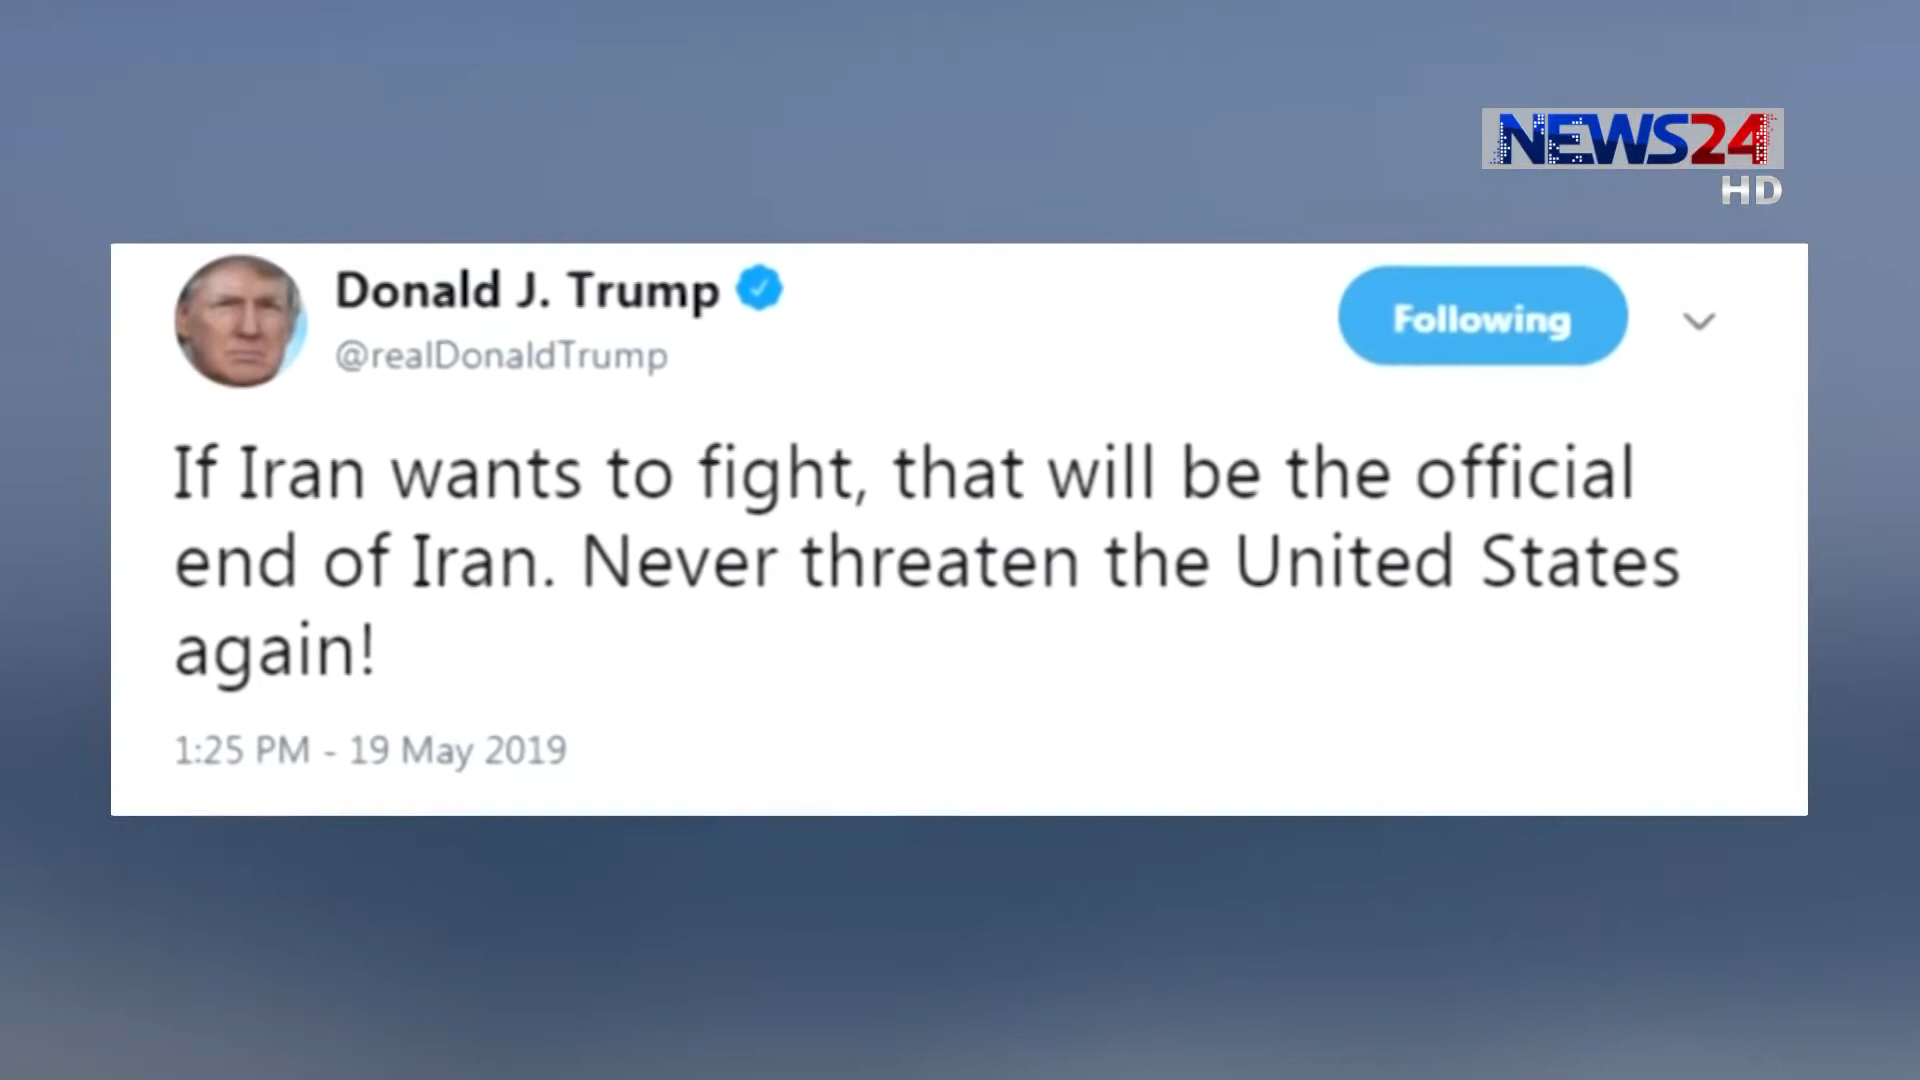 NEWS24
HD
Donald J. Trump
@realDonaldTrump
Following
If Iran wants to fight, that will be the official
end of Iran. Never threaten the United States
again!
1:25 PM - 19 May 2019